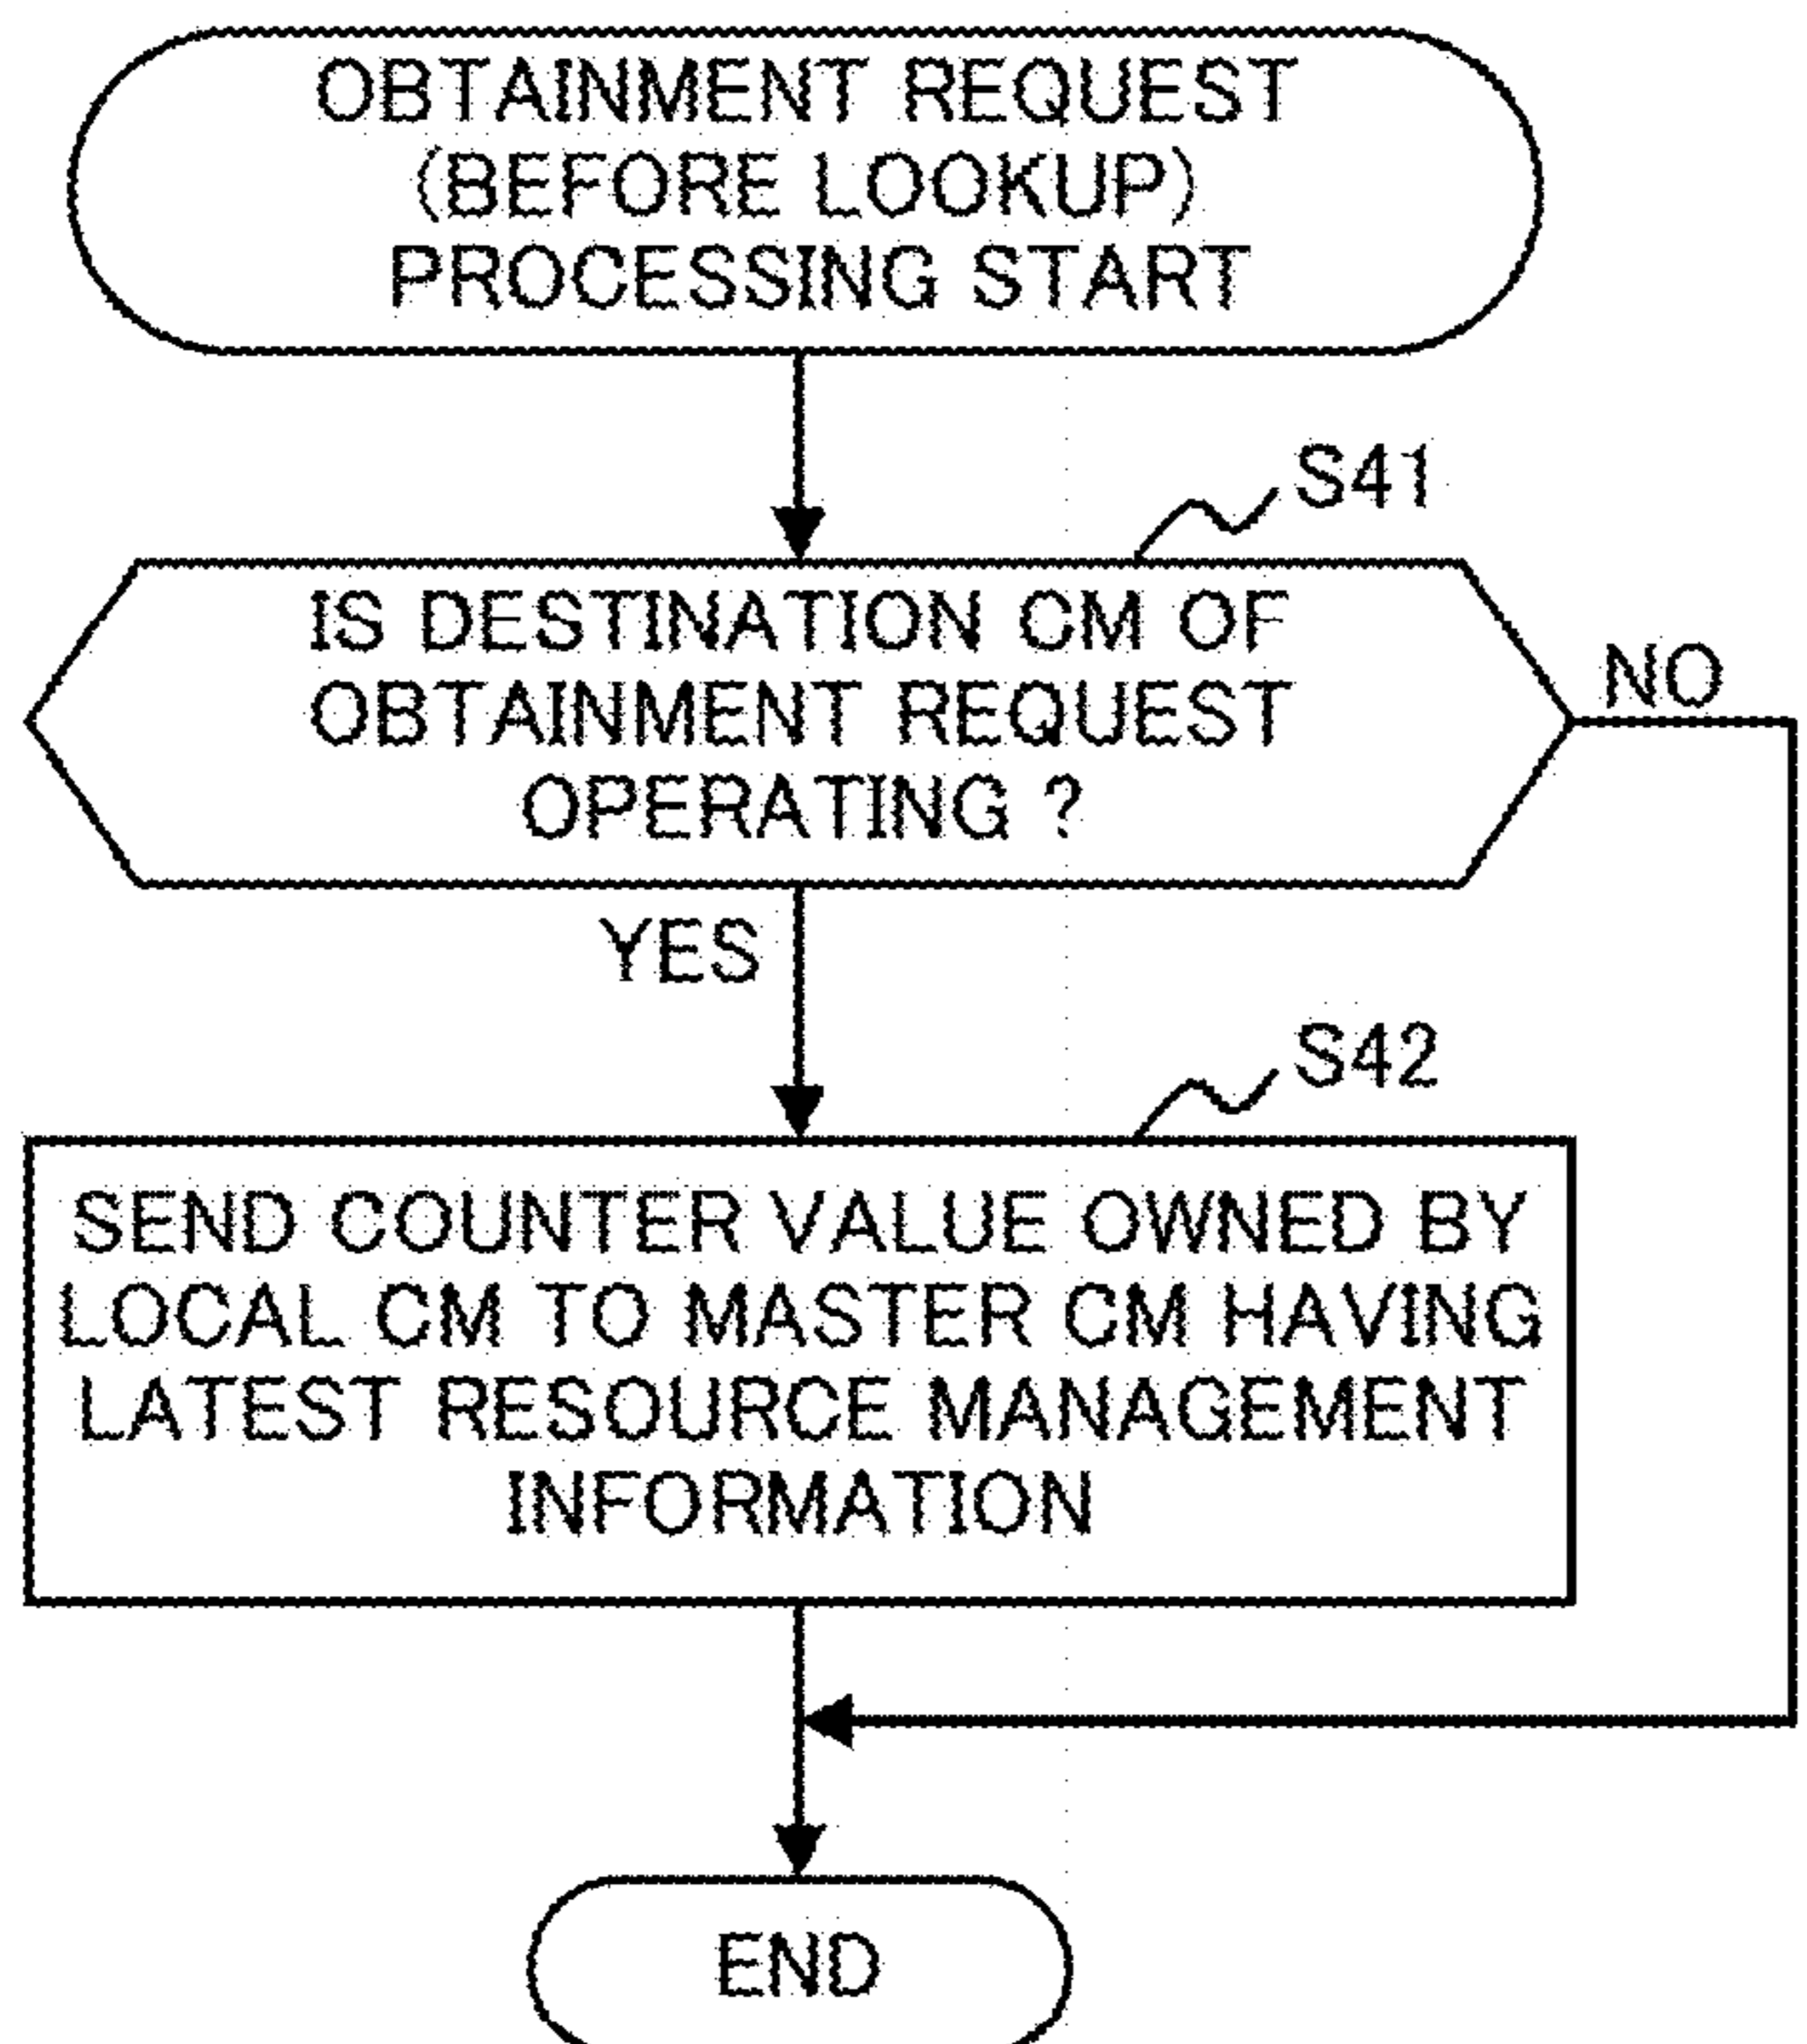 OBTAINMENT REQUEST
(BEFORE LOOKUP)
PROCESSING START
S41
IS DESTINATION CM OF
OBTAINMENT REQUEST
OPERATING ?
NO
YES
S42
SEND COUNTER VALUE OWNED BY
LOCAL CM TO MASTER CM HAVING
LATEST RESOURCE MANAGEMENT
INFORMATION
END